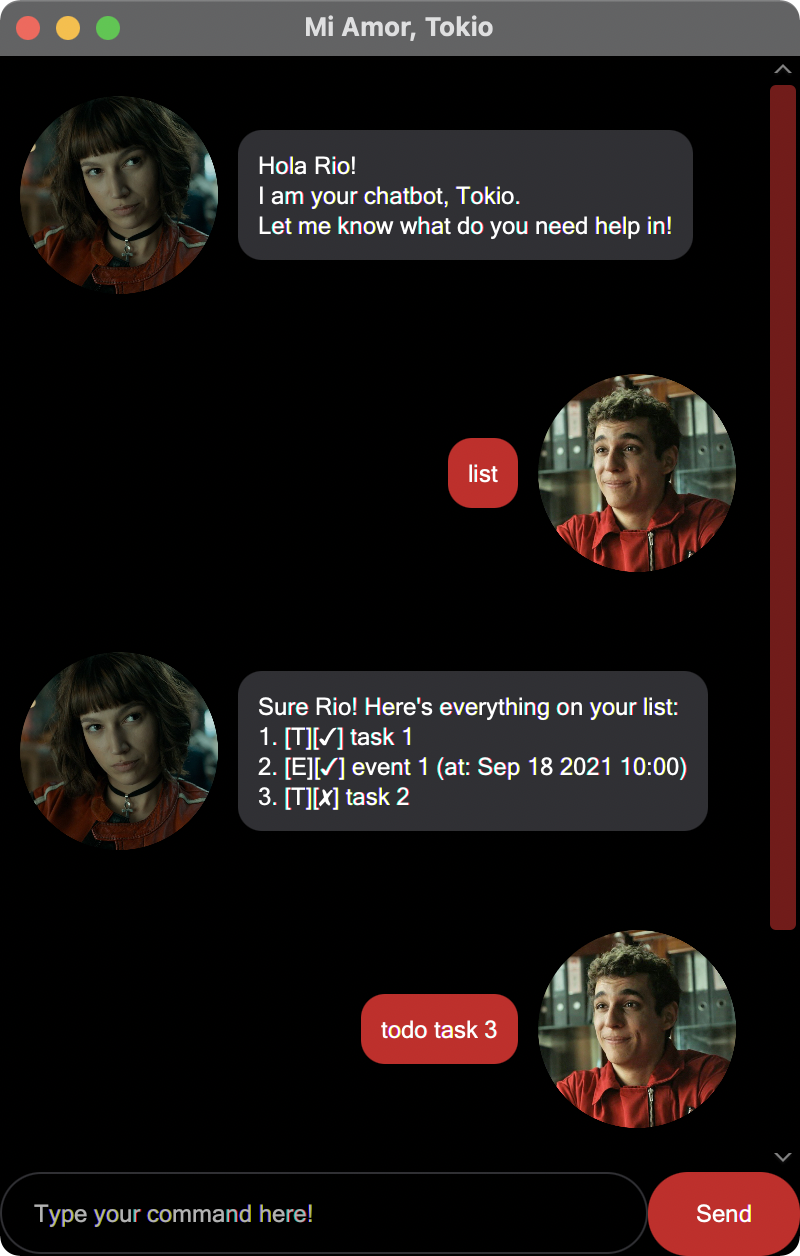 Mi Amor, Tokio
Hola Rio!
I am your chatbot, Tokio.
Let me know what do you need help in!
list
Sure Rio! Here's everything on your list:
1. [T][✓] task 1
2. [E][✓] event 1 (at: Sep 18 2021 10:00)
3. [T][✗] task 2
todo task 3
Type your command here!
Send